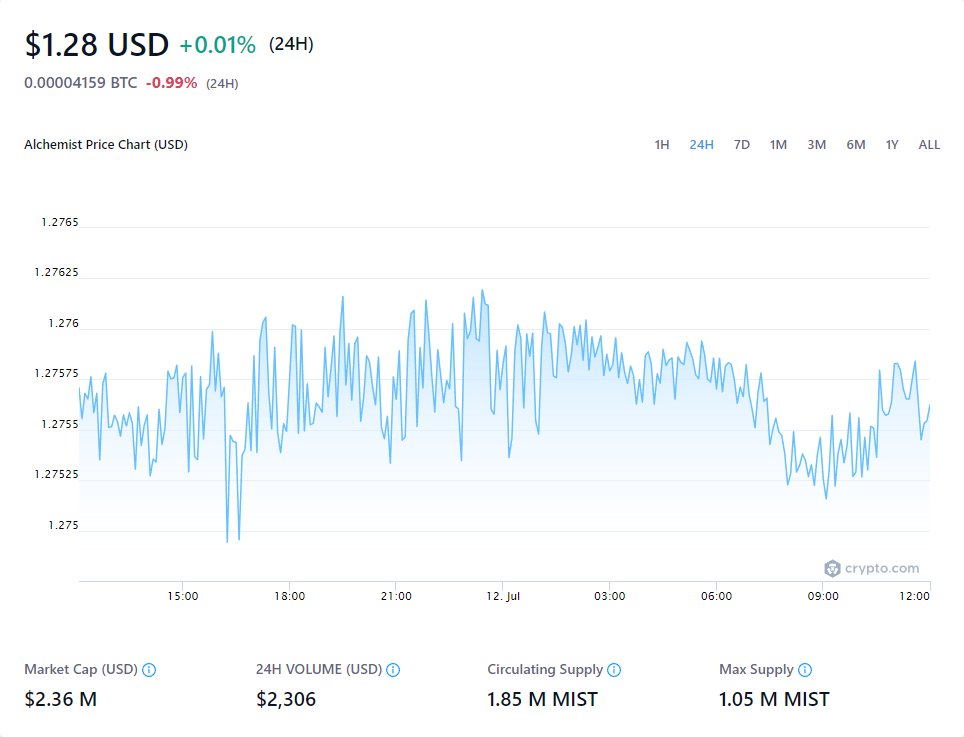 $1.28 USD +0.01% (24H)
0.00004159 BTC -0.99% (24H)
Alchemist Price Chart (USD) 1H 24H 7D 1M 3M 6M 1Y ALL
1.2765
1.27625
1.276
1.27575
1.2755
1.27525
1.275
crypto.com
15:00 18:00 21:00 12. Jul 03:00 06:00 09:00 12:00
Market Cap (USD) 24H VOLUME (USD) Circulating Supply Max Supply
$2.36 M $2,306 1.85 M MIST 1.05 M MIST